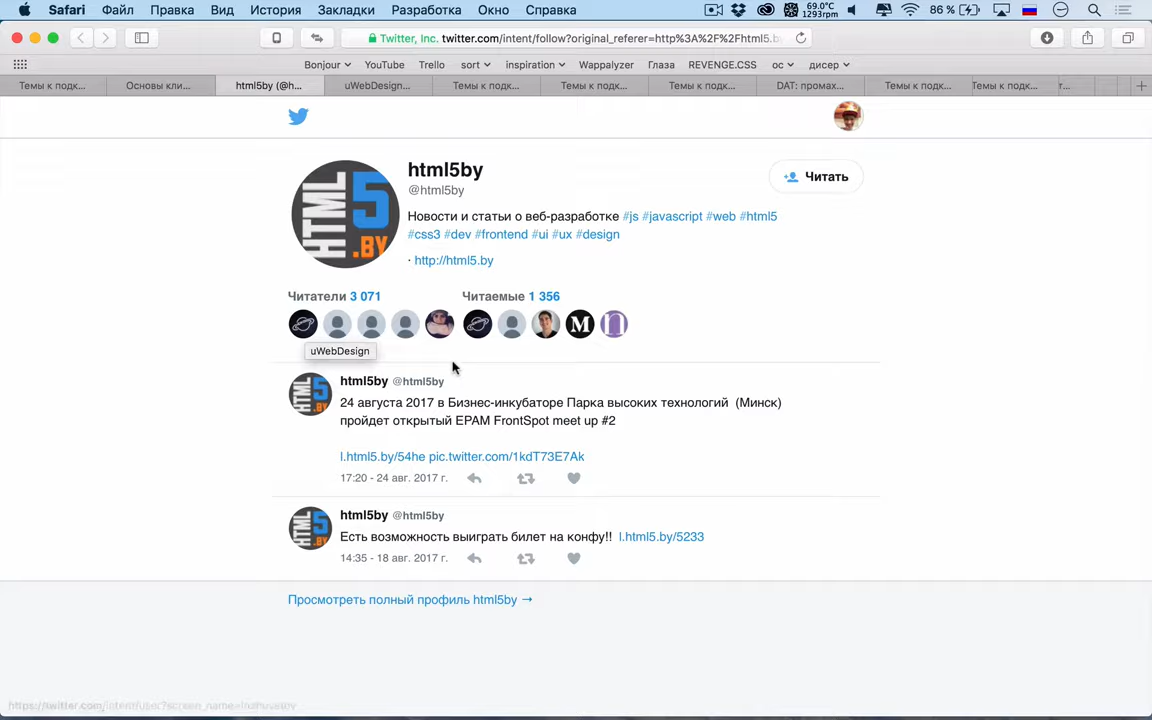 Safari Файл Правка Вид История Закладки Разработка Окно Справка 69.0°C 1293rpm 86 %
Twitter, Inc. twitter.com/intent/follow?original_referer=http%3A%2F%2Fhtml5.b
Bonjour YouTube Trello sort inspiration Wappalyzer Глаза REVENGE.CSS ос дисер
Темы к подк... Основы кли... html5by (@h... uWebDesign... Темы к подк... Темы к подк... Темы к подк... DAT: промах... Темы к подк... Темы к подк... г...
html5by
@html5by
Читать
Новости и статьи о веб-разработке #js #javascript #web #html5
#css3 #dev #frontend #ui #ux #design
· http://html5.by
HTML5.BY
Читатели 3 071 Читаемые 1 356
M n
uWebDesign
html5by @html5by
24 августа 2017 в Бизнес-инкубаторе Парка высоких технологий (Минск)
пройдет открытый EPAM FrontSpot meet up #2
l.html5.by/54he pic.twitter.com/1kdT73E7Ak
17:20 - 24 авг. 2017 г.
html5by @html5by
Есть возможность выиграть билет на конфу!! l.html5.by/5233
14:35 - 18 авг. 2017 г.
Просмотреть полный профиль html5by →